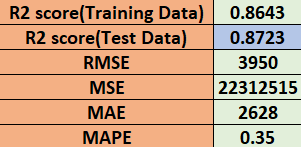 R2 score(Training Data) 0.8643
R2 score(Test Data) 0.8723
RMSE 3950
MSE 22312515
MAE 2628
MAPE 0.35